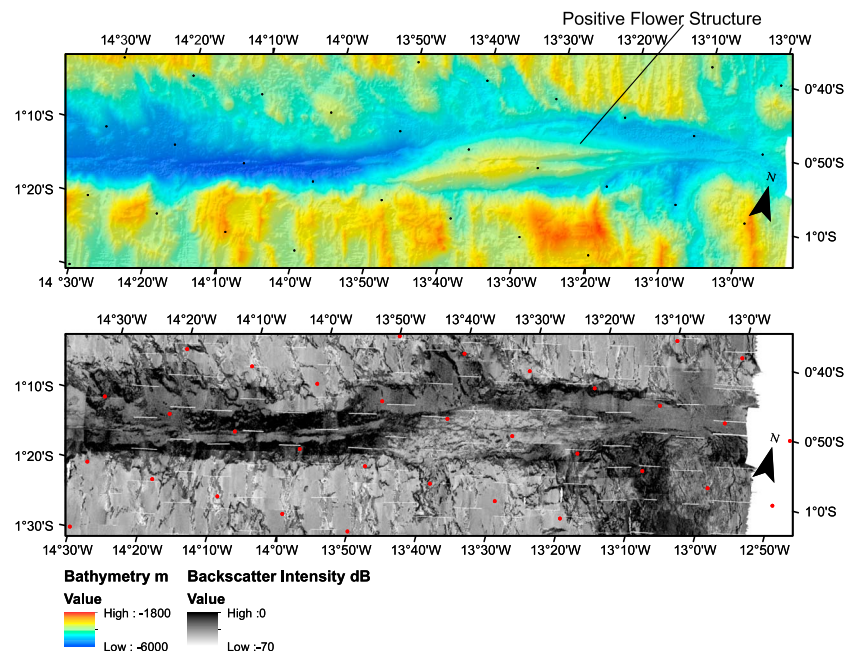 Positive Flower Structure
14°30'W 14°20'W 14°10'W 14°0'W 13°50'W 13°40'W 13°30'W 13°20'W 13°10'W 13°0'W
0°40'S
1°10'S
0°50'S
1°20'S
N
1°0'S
14 °30'W 14°20'W 14°10'W 14°0'W 13°50'W 13°40'W 13°30'W 13°20'W 13°10'W 13°0'W
14°30'W 14°20'W 14°10'W 14°0'W 13°50'W 13°40'W 13°30'W 13°20'W 13°10'W 13°0'W
0°40'S
1°10'S
0°50'S
N
1°20'S
1°0'S
1°30'S
14°30'W 14°20'W 14°10'W 14°0'W 13°50'W 13°40'W 13°30'W 13°20'W 13°10'W 13°0'W 12°50'W
Bathymetry m Backscatter Intensity dB
Value Value
High : -1800 High :0
Low : -6000 Low : -70